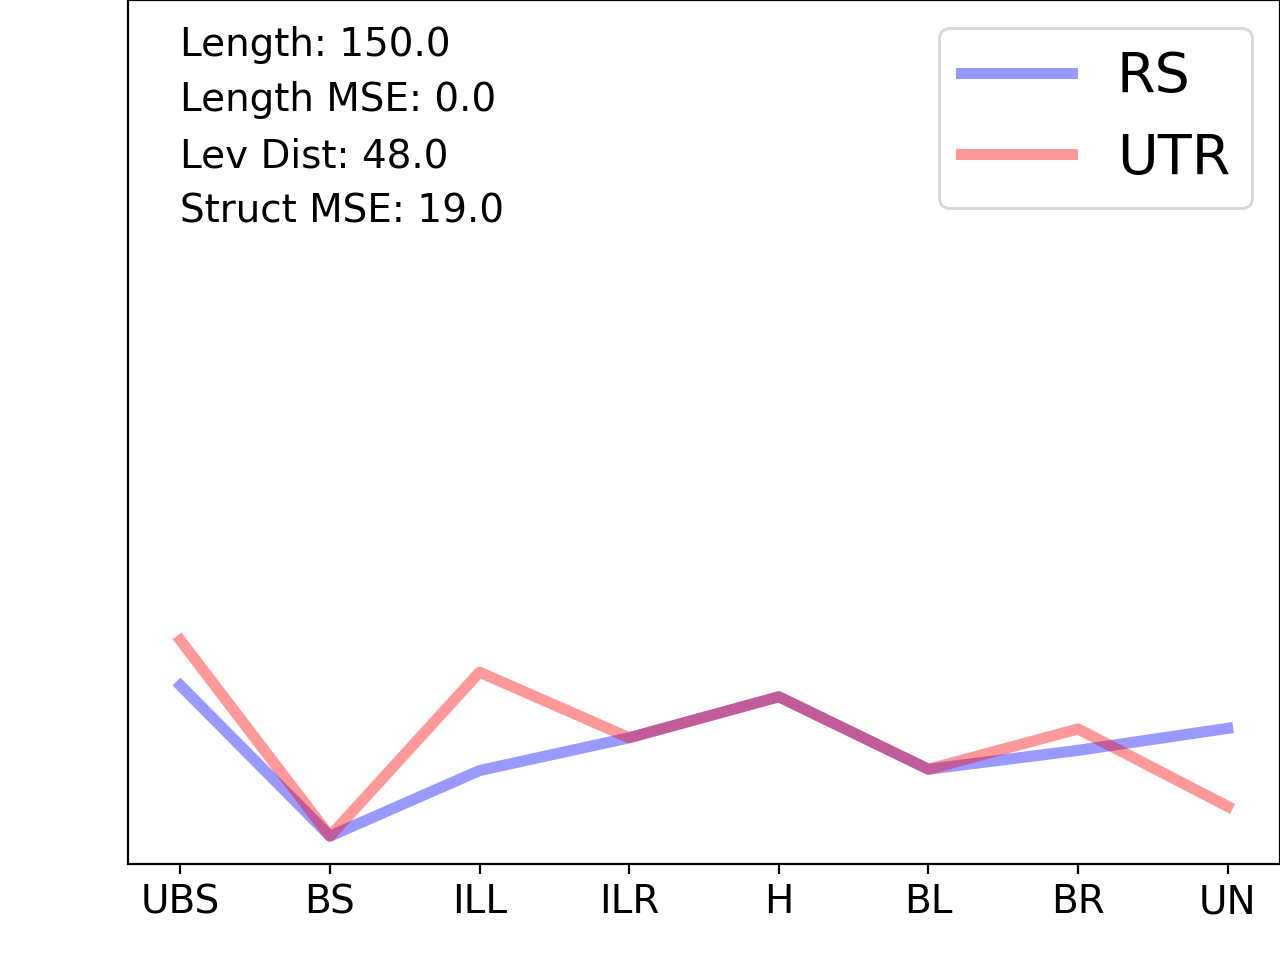 Length: 150.0
Length MSE: 0.0
Lev Dist: 48.0
Struct MSE: 19.0
RS
UTR
UBS BS ILL ILR H BL BR UN